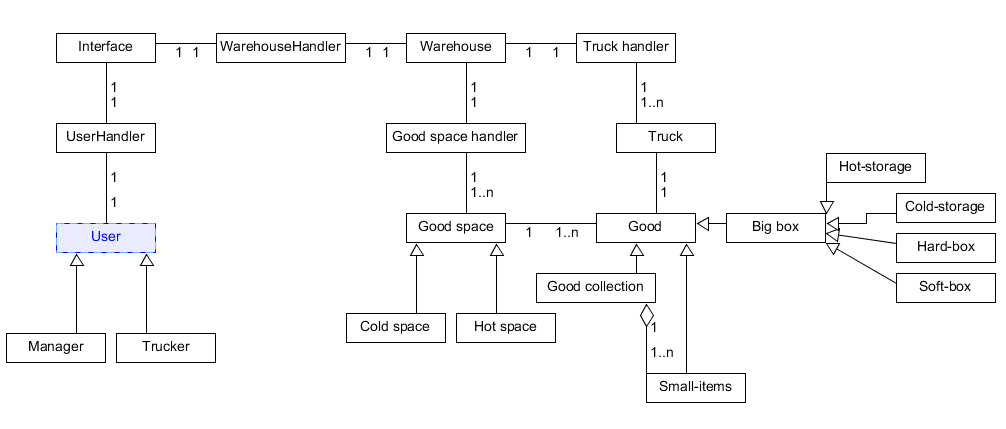 Interface
1 1
WarehouseHandler
1 1
Warehouse
1 1
Truck handler
1
1
1
1
1
1..n
UserHandler
Good space handler
Truck
1
1
1
1..n
1
1
Hot-storage
Cold-storage
User
Good space
1 1..n
Good
Big box
Hard-box
Good collection
Soft-box
Cold space
Hot space
1
1..n
Manager
Trucker
Small-items